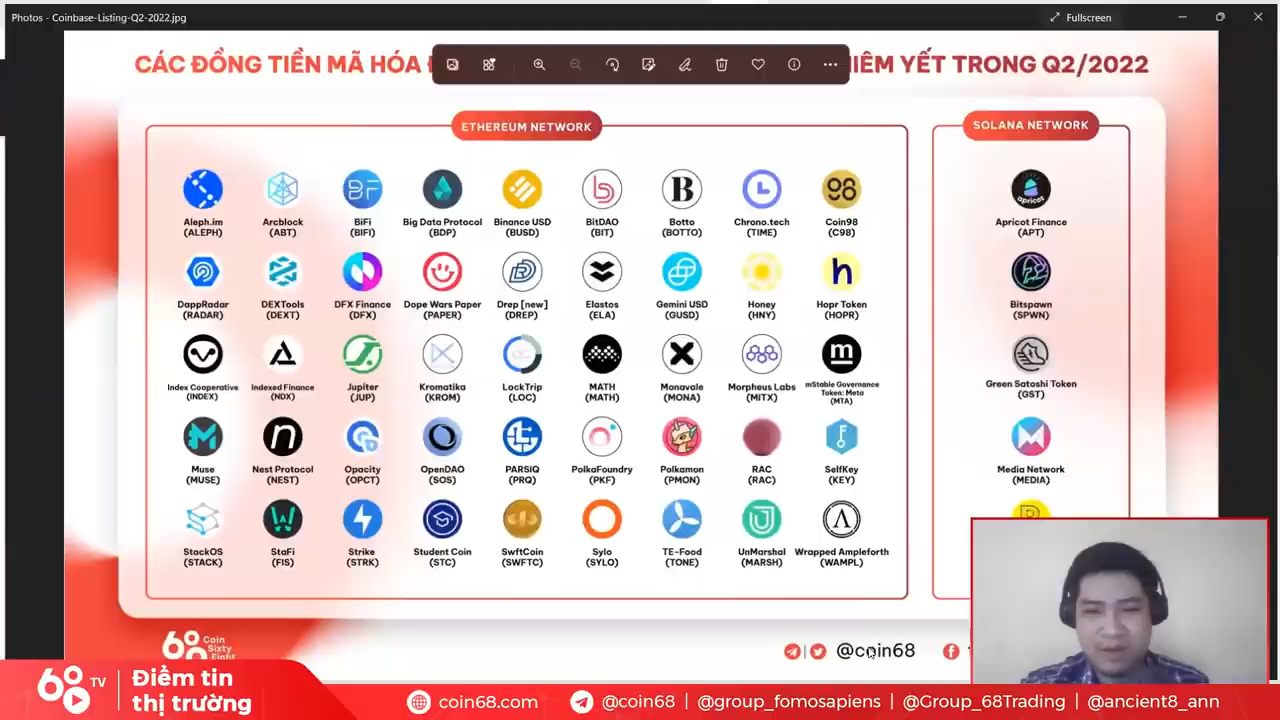 Photos - Coinbase-Listing-Q2-2022.jpg
Fullscreen
CÁC ĐỒNG TIỀN MÃ HÓA
IÊM YẾT TRONG Q2/2022
ETHEREUM NETWORK
SOLANA NETWORK
Aleph.im
(ALEPH)
Arcblock
(ABT)
BiFi
(BIFI)
Big Data Protocol
(BDP)
Binance USD
(BUSD)
BitDAO
(BIT)
Botto
(BOTTO)
Chrono.tech
(TIME)
Coin98
(C98)
Apricot Finance
(APT)
DappRadar
(RADAR)
DEXTools
(DEXT)
DFX Finance
(DFX)
Dope Wars Paper
(PAPER)
Drep [new]
(DREP)
Elastos
(ELA)
Gemini USD
(GUSD)
Honey
(HNY)
Hopr Token
(HOPR)
Bitspawn
(SPWN)
Index Cooperative
(INDEX)
Indexed Finance
(NDX)
Jupiter
(JUP)
Kromatika
(KROM)
LockTrip
(LOC)
MATH
(MATH)
Monavale
(MONA)
Morpheus Labs
(MITX)
mStable Governance
Token: Meta
(MTA)
Green Satoshi Token
(GST)
Muse
(MUSE)
Nest Protocol
(NEST)
Opacity
(OPCT)
OpenDAO
(SOS)
PARSIQ
(PRQ)
PolkaFoundry
(PKF)
Polkamon
(PMON)
RAC
(RAC)
SelfKey
(KEY)
Media Network
(MEDIA)
StackOS
(STACK)
StaFi
(FIS)
Strike
(STRK)
Student Coin
(STC)
SwftCoin
(SWFTC)
Sylo
(SYLO)
TE-Food
(TONE)
UnMarshal
(MARSH)
Wrapped Ampleforth
(WAMPL)
68 Coin
Sixty
Eight
@coin68
68 TV
Điểm tin
thị trường
coin68.com
@coin68 | @group_fomosapiens | @Group_68Trading | @ancient8_ann